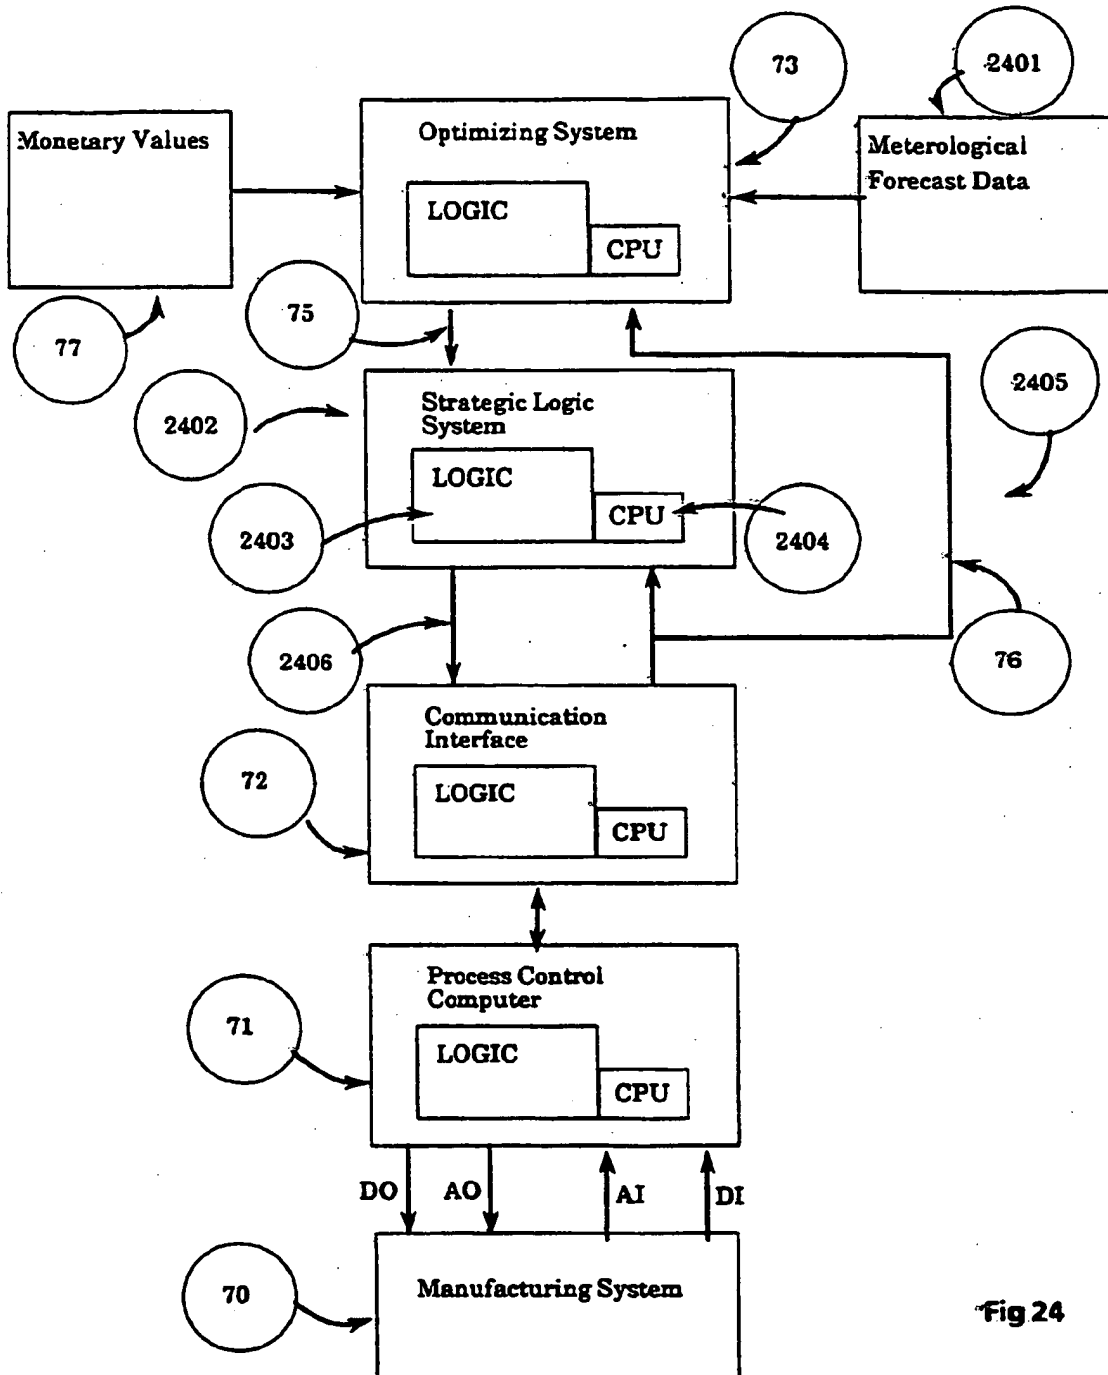 73
2401
Monetary Values
Optimizing System
Meterological
Forecast Data
LOGIC
CPU
75
77
2405
2402
Strategic Logic
System
LOGIC
CPU
2403
2404
2406
76
Communication
Interface
72
LOGIC
CPU
Process Control
Computer
71
LOGIC
CPU
DO
AO
AI
DI
70
Manufacturing System
Fig 24